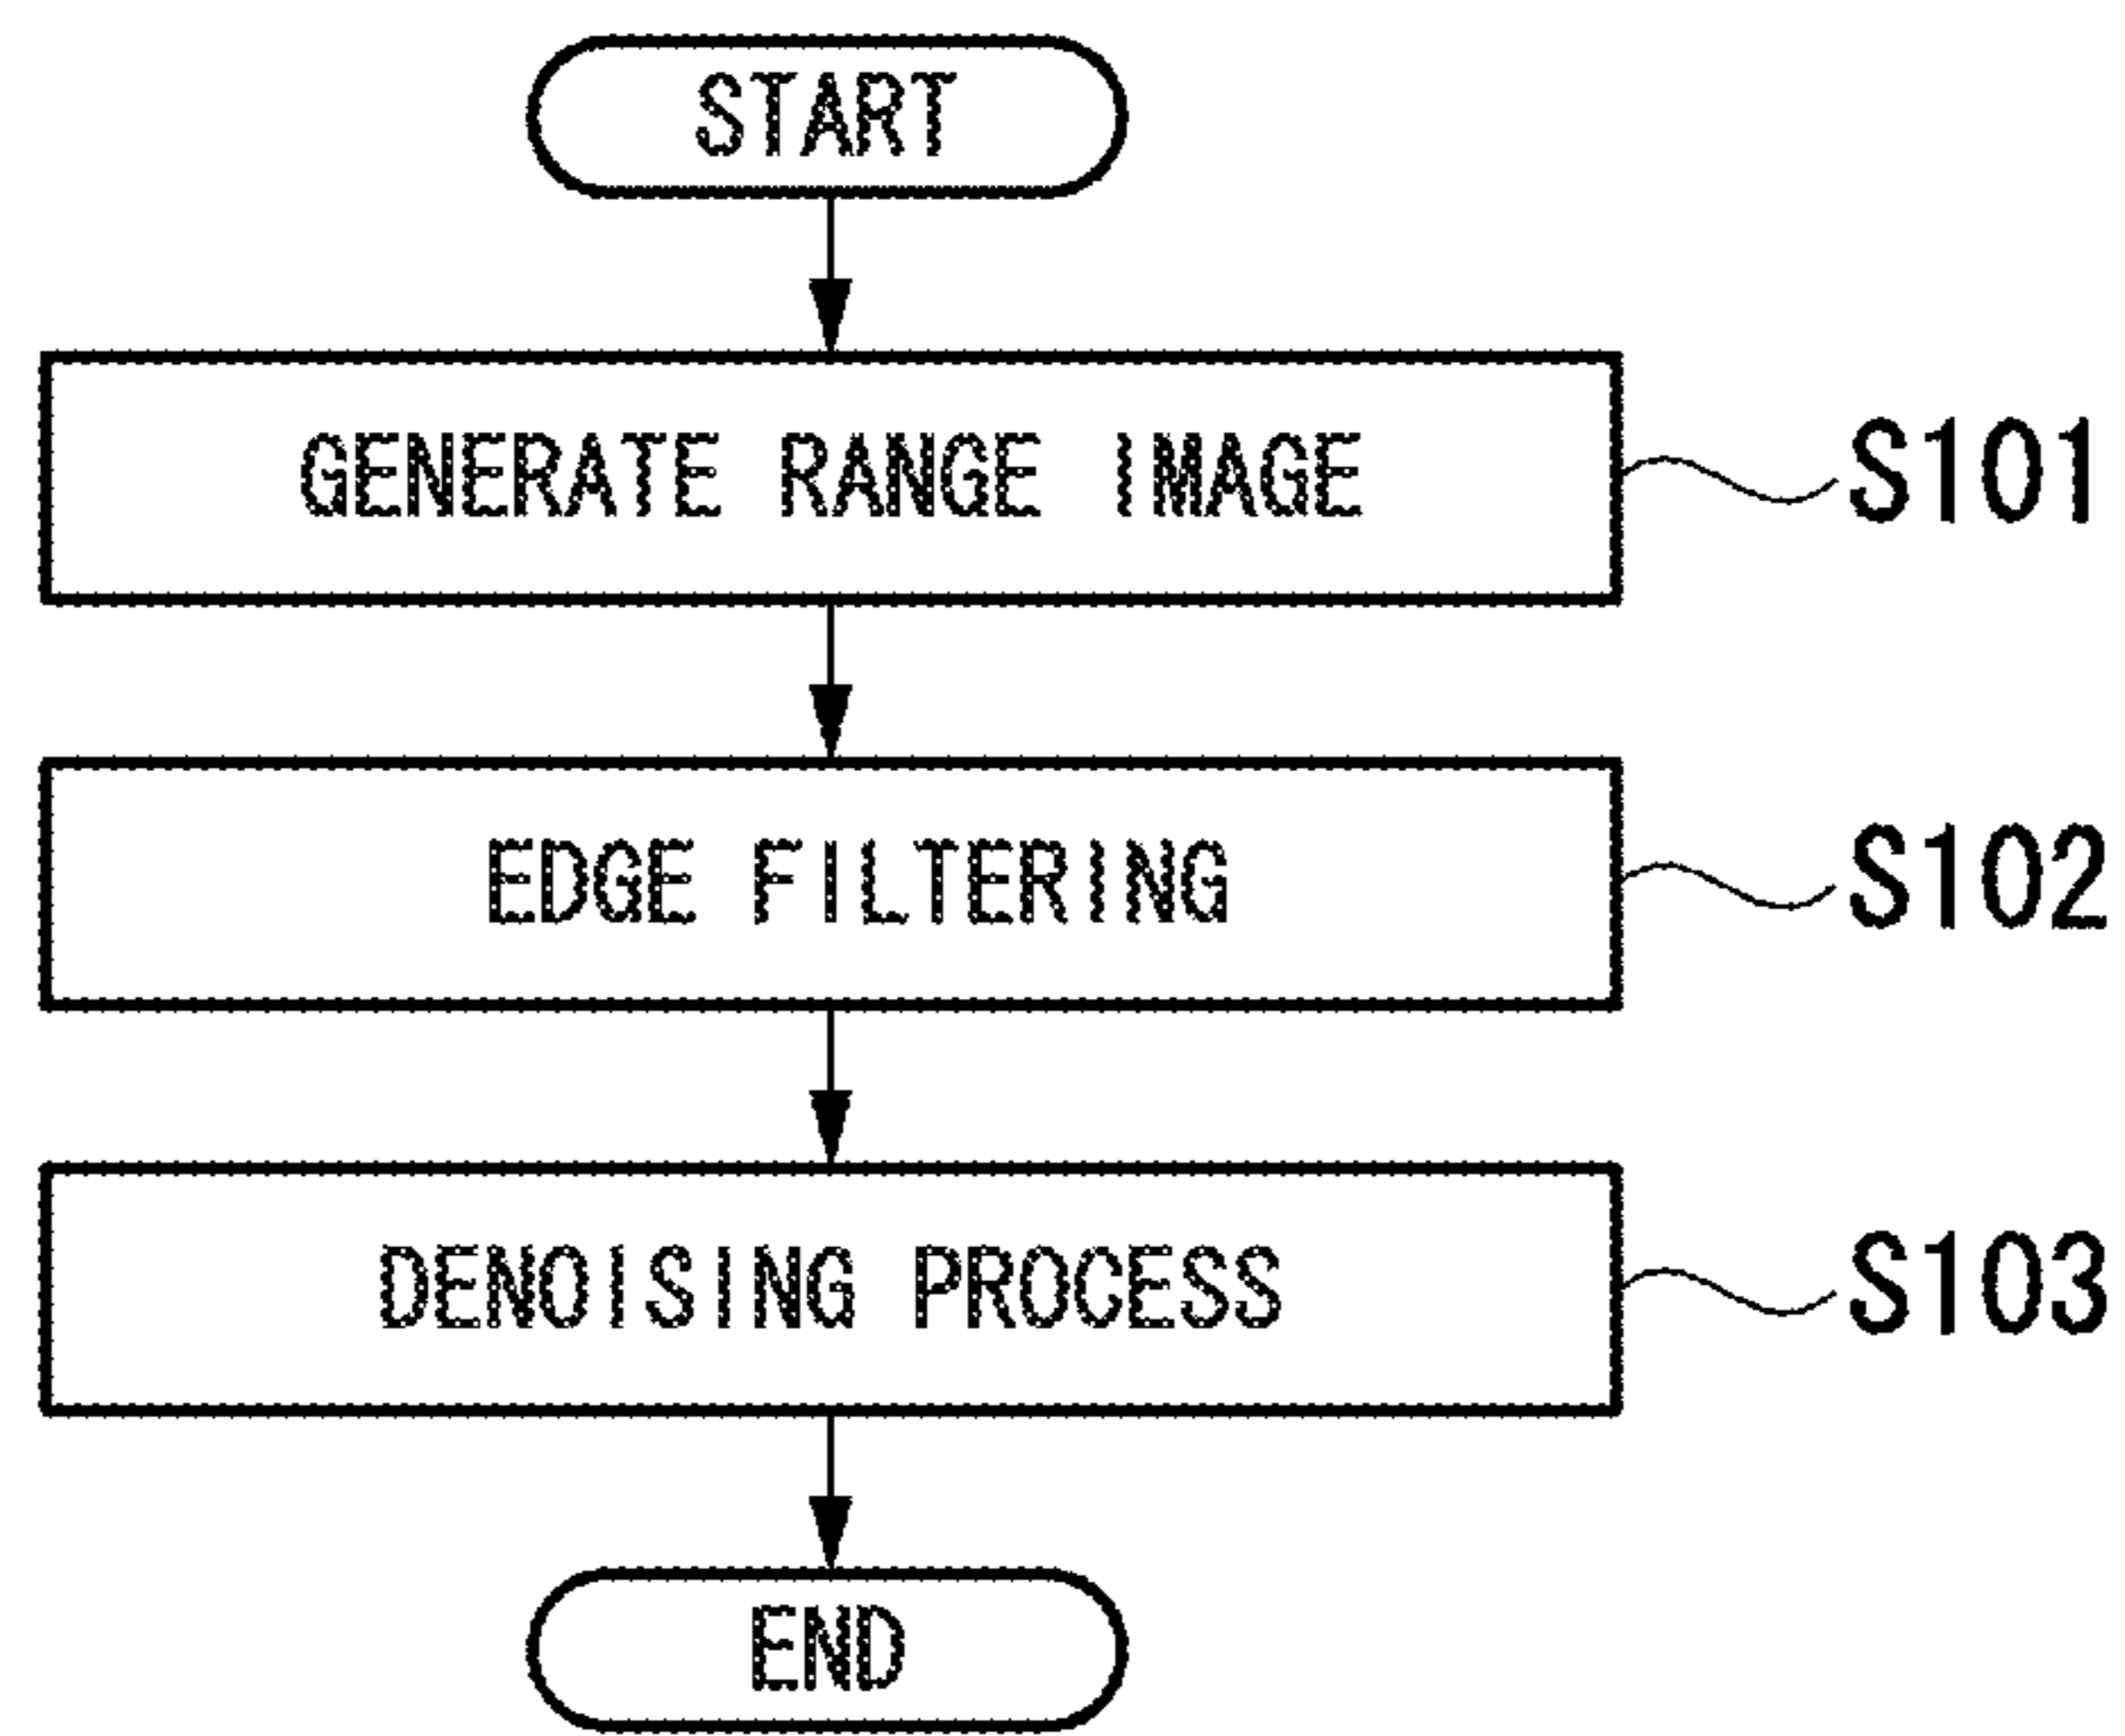 START
GENERATE RANGE IMAGE
S101
EDGE FILTERING
S102
DENOISING PROCESS
S103
END